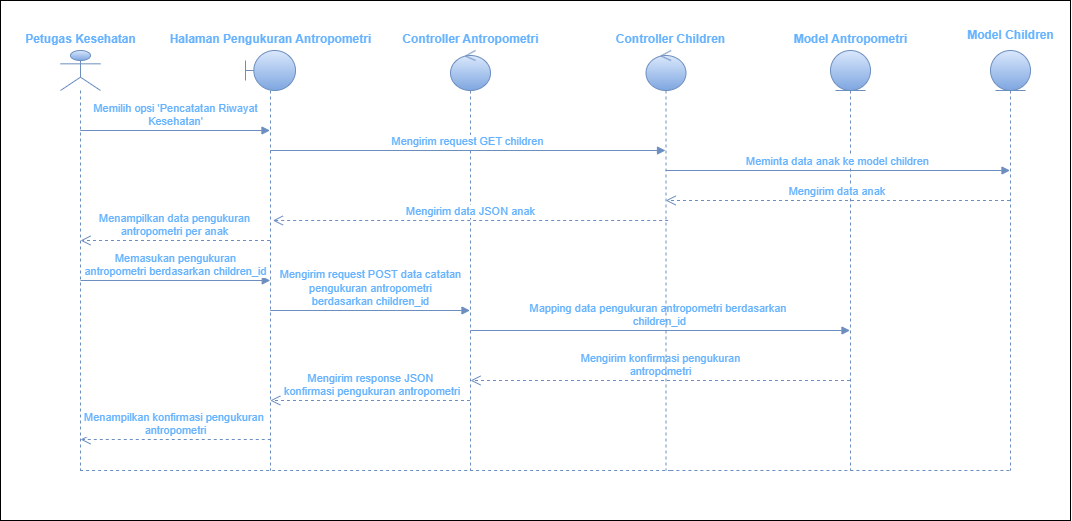 Petugas Kesehatan
Halaman Pengukuran Antropometri
Controller Antropometri
Controller Children
Model Antropometri
Model Children
Memilih opsi 'Pencatatan Riwayat
Kesehatan'
Mengirim request GET children
Meminta data anak ke model children
Mengirim data anak
Mengirim data JSON anak
Menampilkan data pengukuran
antropometri per anak
Memasukan pengukuran
antropometri berdasarkan children_id
Mengirim request POST data catatan
pengukuran antropometri
berdasarkan children_id
Mapping data pengukuran antropometri berdasarkan
children_id
Mengirim konfirmasi pengukuran
antropometri
Mengirim response JSON
konfirmasi pengukuran antropometri
Menampilkan konfirmasi pengukuran
antropometri